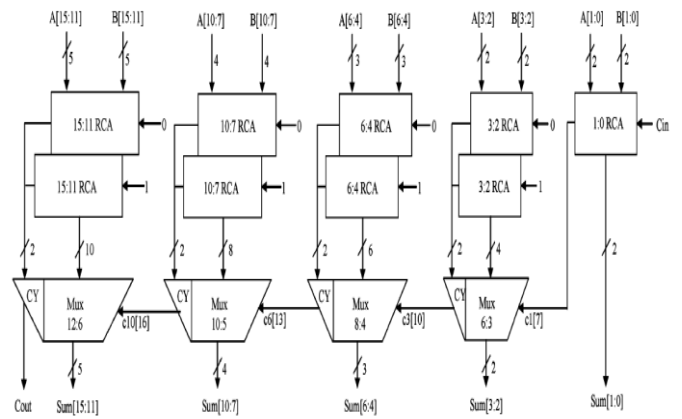 A[15:11] B[15:11] A[10:7] B[10:7] A[6:4] B[6:4] A[3:2] B[3:2] A[1:0] B[1:0]
5 5 4 4 3 3 2 2 2 2
15:11 RCA 0 10:7 RCA 0 6:4 RCA 0 3:2 RCA 0 1:0 RCA Cin
15:11 RCA 1 10:7 RCA 1 6:4 RCA 1 3:2 RCA 1
2 10 2 8 2 6 2 4 2
CY Mux 12:6 c10[16] CY Mux 10:5 c6[13] CY Mux 8:4 c3[10] CY Mux 6:3 c1[7]
5 4 3 2
Cout Sum[15:11] Sum[10:7] Sum[6:4] Sum[3:2] Sum[1:0]